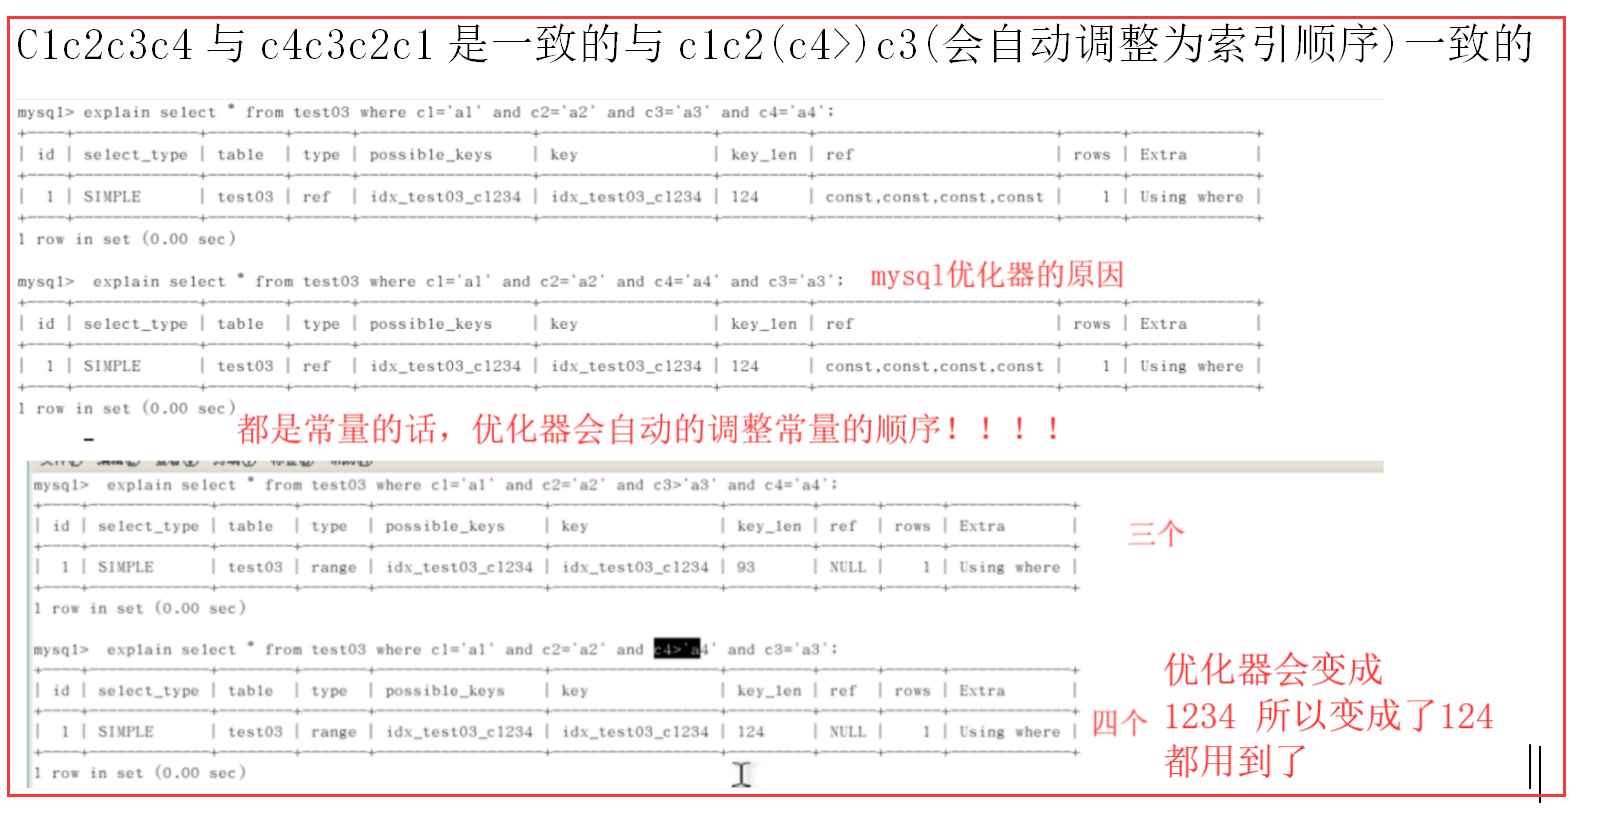 C1c2c3c4 与 c4c3c2c1 是一致的与 c1c2(c4>)c3(会自动调整为索引顺序)一致的
mysql> explain select * from test03 where c1='a1' and c2='a2' and c3='a3' and c4='a4';
| id | select_type | table | type | possible_keys | key | key_len | ref | rows | Extra |
| 1 | SIMPLE | test03 | ref | idx_test03_c1234 | idx_test03_c1234 | 124 | const,const,const,const | 1 | Using where |
1 row in set (0.00 sec)
mysql> explain select * from test03 where c1='a1' and c2='a2' and c4='a4' and c3='a3'; mysql优化器的原因
| id | select_type | table | type | possible_keys | key | key_len | ref | rows | Extra |
| 1 | SIMPLE | test03 | ref | idx_test03_c1234 | idx_test03_c1234 | 124 | const,const,const,const | 1 | Using where |
1 row in set (0.00 sec)
都是常量的话，优化器会自动的调整常量的顺序！！！！
mysql> explain select * from test03 where c1='a1' and c2='a2' and c3>'a3' and c4='a4';
| id | select_type | table | type | possible_keys | key | key_len | ref | rows | Extra |
三个
| 1 | SIMPLE | test03 | range | idx_test03_c1234 | idx_test03_c1234 | 93 | NULL | 1 | Using where |
1 row in set (0.00 sec)
mysql> explain select * from test03 where c1='a1' and c2='a2' and c4>'a4' and c3='a3';
| id | select_type | table | type | possible_keys | key | key_len | ref | rows | Extra |
| 1 | SIMPLE | test03 | range | idx_test03_c1234 | idx_test03_c1234 | 124 | NULL | 1 | Using where |
四个
优化器会变成
1234 所以变成了124
都用到了
1 row in set (0.00 sec)